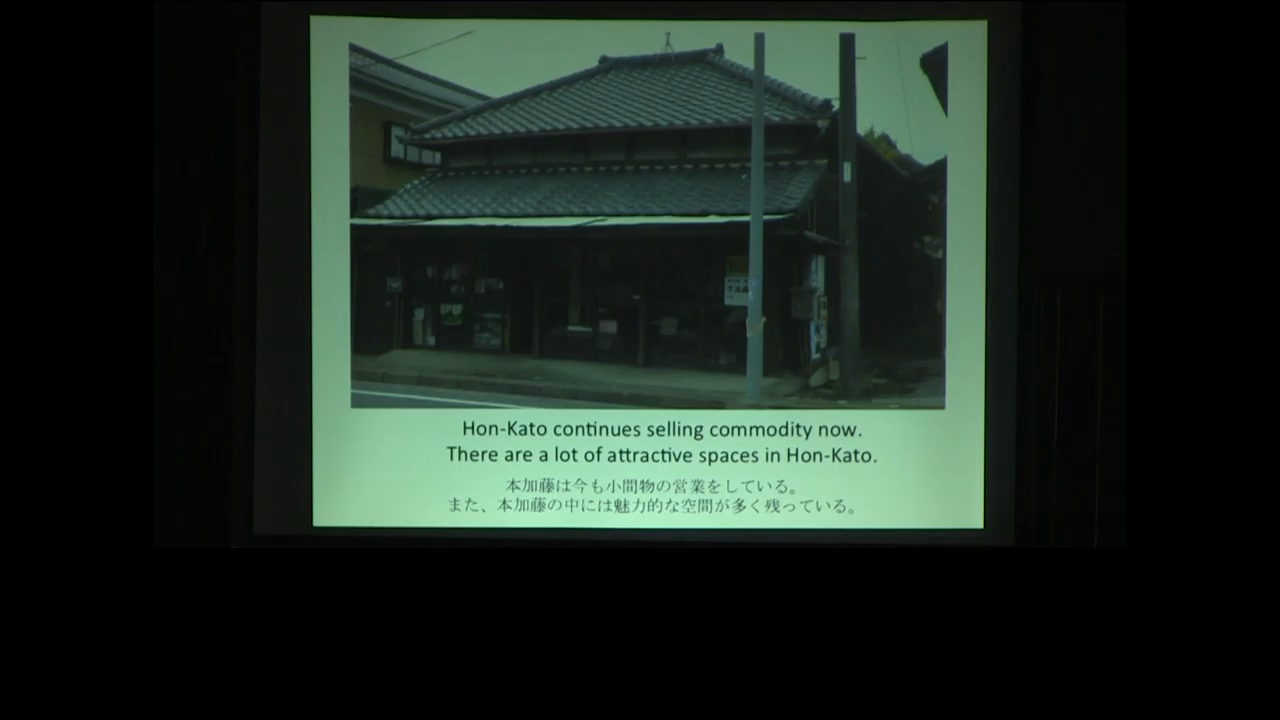 Hon-Kato continues selling commodity now.
There are a lot of attractive spaces in Hon-Kato.
本加藤は今も小間物の営業をしている。
また、本加藤の中には魅力的な空間が多く残っている。